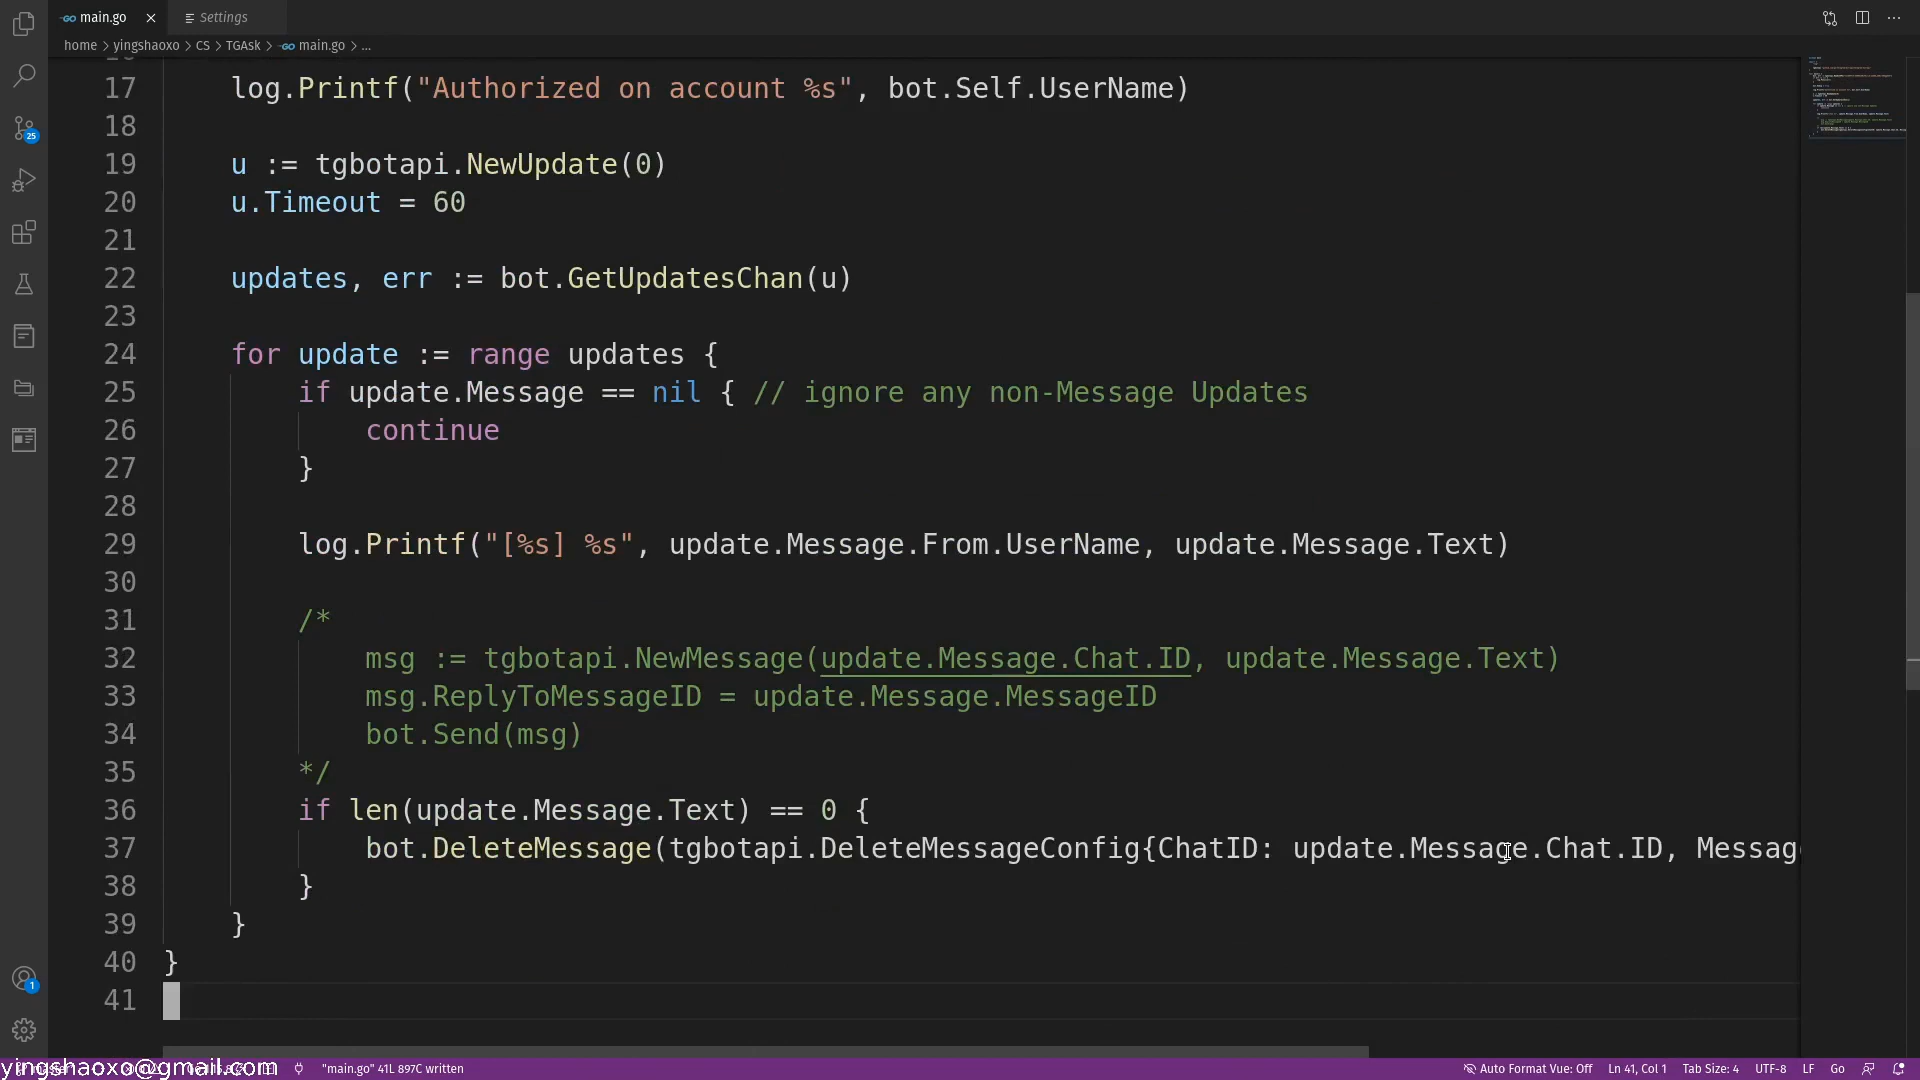 main.go
Settings
home > yingshaoxo > CS > TGAsk > main.go > ...
17 log.Printf("Authorized on account %s", bot.Self.UserName)
18
19 u := tgbotapi.NewUpdate(0)
20 u.Timeout = 60
21
22 updates, err := bot.GetUpdatesChan(u)
23
24 for update := range updates {
25 if update.Message == nil { // ignore any non-Message Updates
26 continue
27 }
28
29 log.Printf("[%s] %s", update.Message.From.UserName, update.Message.Text)
30
31 /*
32 msg := tgbotapi.NewMessage(update.Message.Chat.ID, update.Message.Text)
33 msg.ReplyToMessageID = update.Message.MessageID
34 bot.Send(msg)
35 */
36 if len(update.Message.Text) == 0 {
37 bot.DeleteMessage(tgbotapi.DeleteMessageConfig{ChatID: update.Message.Chat.ID, Messag
38 }
39 }
40 }
41
25
1
yingshaoxo@gmail.com
"main.go" 41L 897C written
Auto Format Vue: Off
Ln 41, Col 1
Tab Size: 4
UTF-8
LF
Go